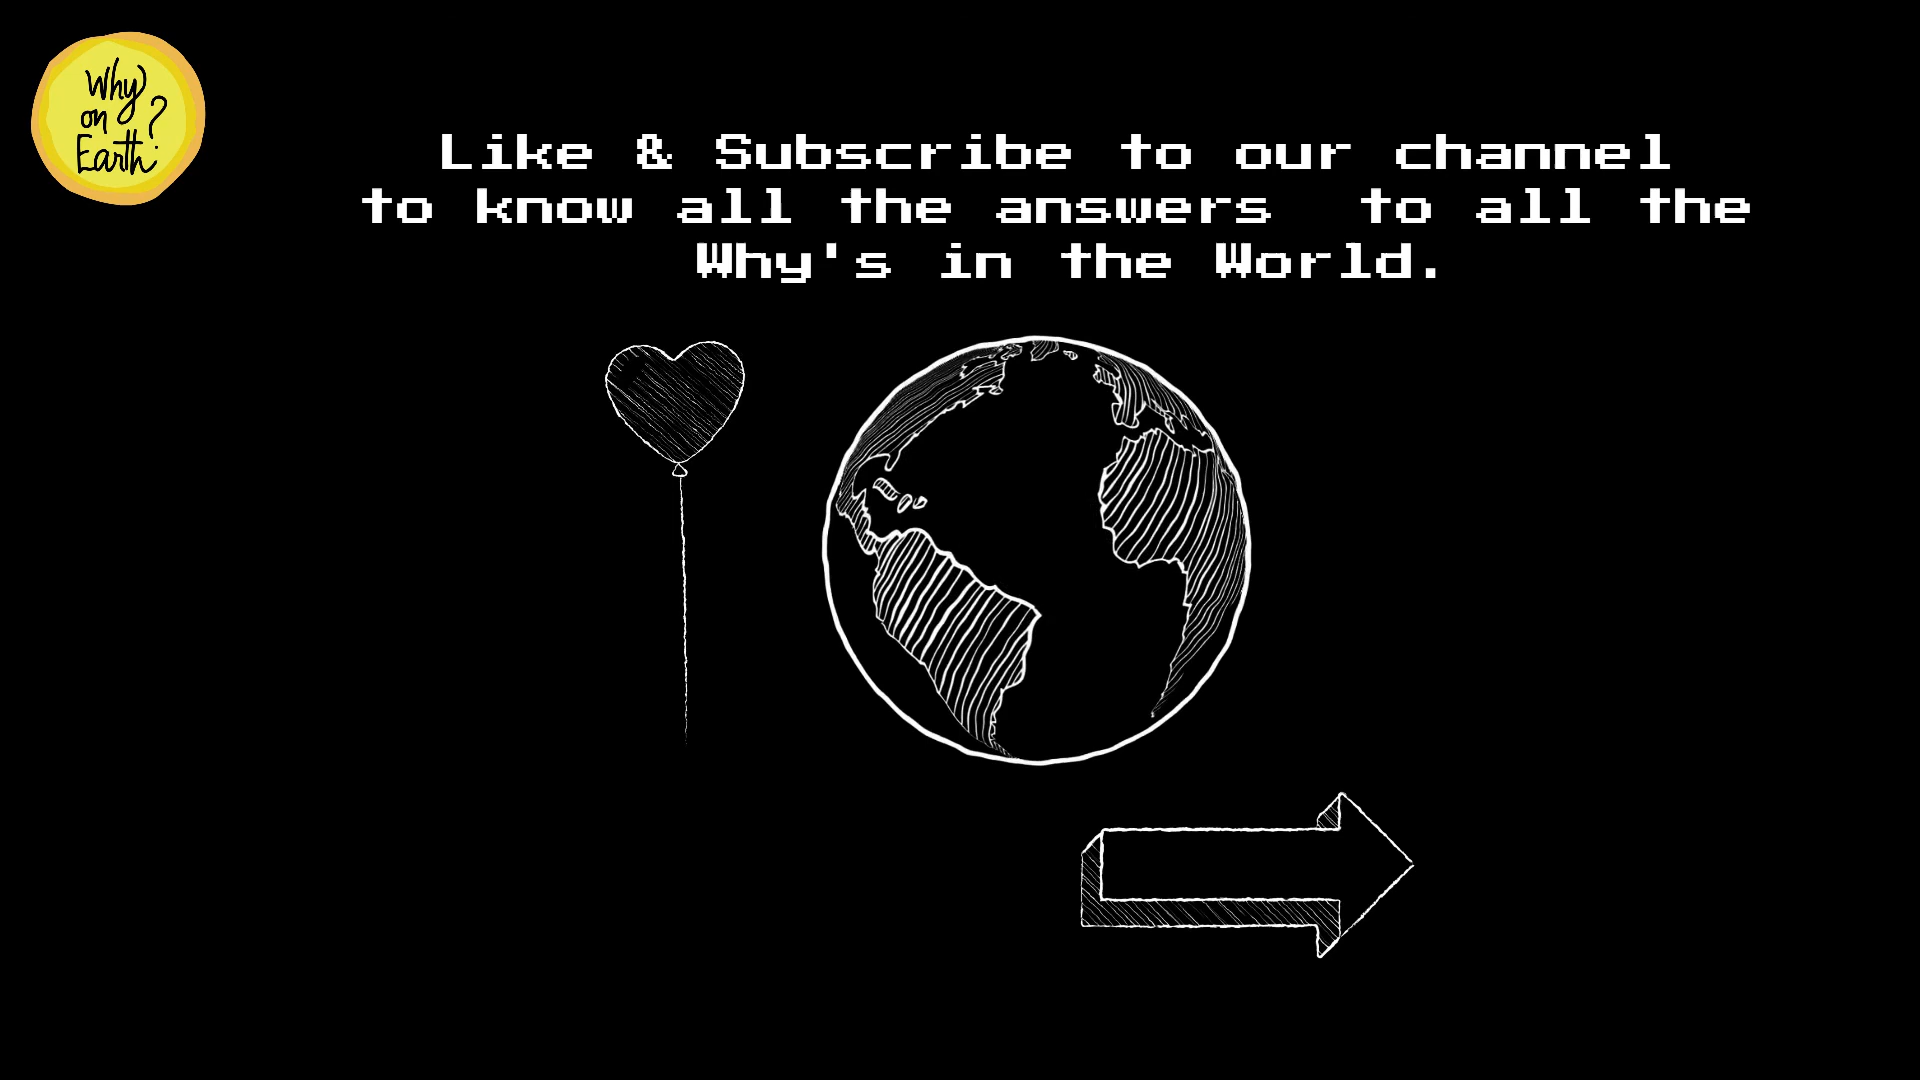 Why
on
Earth?
Like & Subscribe to our channel
to know all the answers  to all the
Why's in the World.